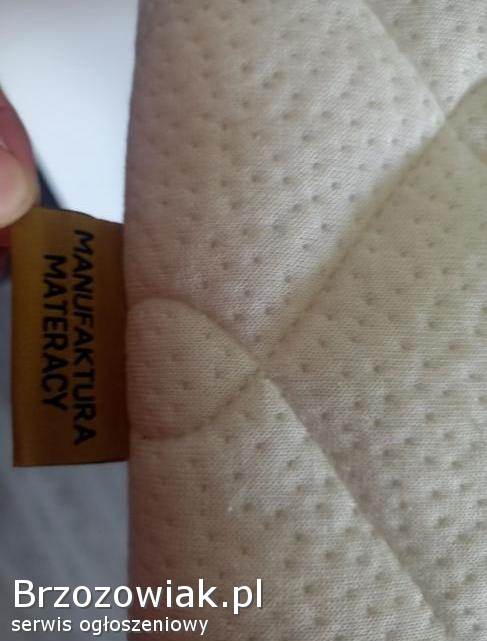 MANUFAKTURA
MATERACY
Brzozowiak.pl
serwis ogłoszeniowy